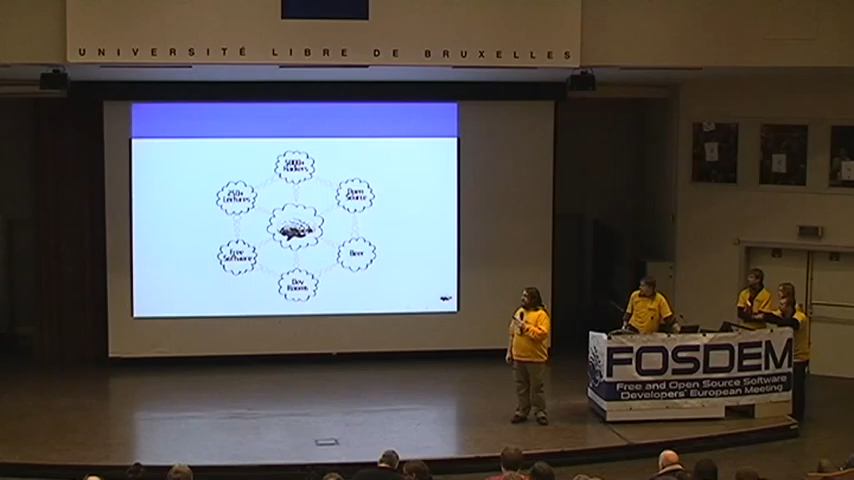 UNIVERSITÉ LIBRE DE BRUXELLES
5000+
Hackers
250+
Lectures
Open
Source
Free
Software
Beer
Dev
Rooms
FOSDEM
Free and Open Source Software
Developers' European Meeting